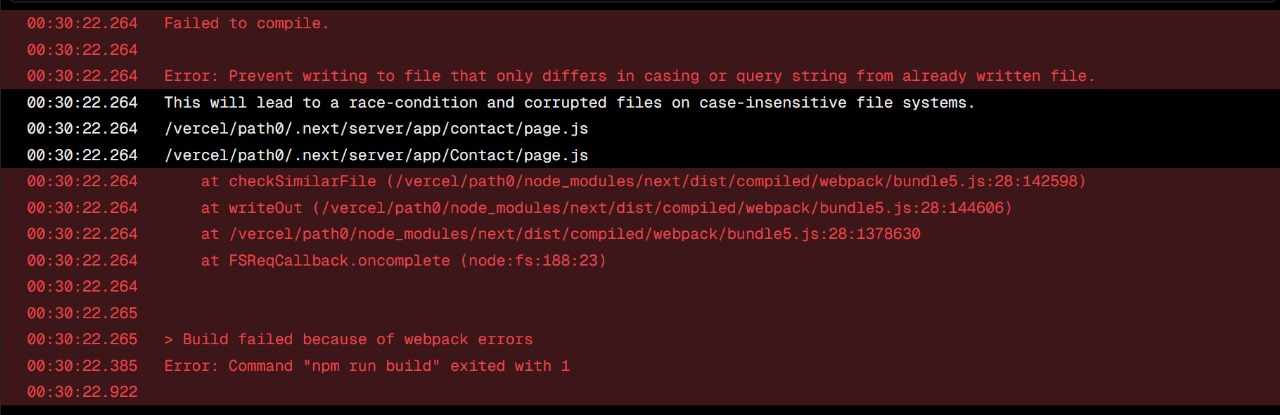 00:30:22.264 Failed to compile.
00:30:22.264
00:30:22.264 Error: Prevent writing to file that only differs in casing or query string from already written file.
00:30:22.264 This will lead to a race-condition and corrupted files on case-insensitive file systems.
00:30:22.264 /vercel/path0/.next/server/app/contact/page.js
00:30:22.264 /vercel/path0/.next/server/app/Contact/page.js
00:30:22.264     at checkSimilarFile (/vercel/path0/node_modules/next/dist/compiled/webpack/bundle5.js:28:142598)
00:30:22.264     at writeOut (/vercel/path0/node_modules/next/dist/compiled/webpack/bundle5.js:28:144606)
00:30:22.264     at /vercel/path0/node_modules/next/dist/compiled/webpack/bundle5.js:28:1378630
00:30:22.264     at FSReqCallback.oncomplete (node:fs:188:23)
00:30:22.264
00:30:22.265
00:30:22.265 > Build failed because of webpack errors
00:30:22.385 Error: Command "npm run build" exited with 1
00:30:22.922